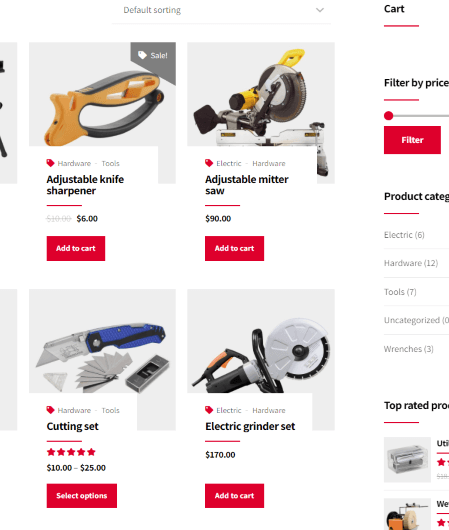 Default sorting
Cart
Sale!
Hardware · Tools
Adjustable knife
sharpener
$10.00 $6.00
Add to cart
Electric · Hardware
Adjustable mitter
saw
$90.00
Add to cart
Filter by price
Filter
Product categ
Electric (6)
Hardware (12)
Tools (7)
Uncategorized (0
Wrenches (3)
Hardware · Tools
Cutting set
$10.00 – $25.00
Select options
Electric · Hardware
Electric grinder set
$170.00
Add to cart
Top rated pro
Uti
We